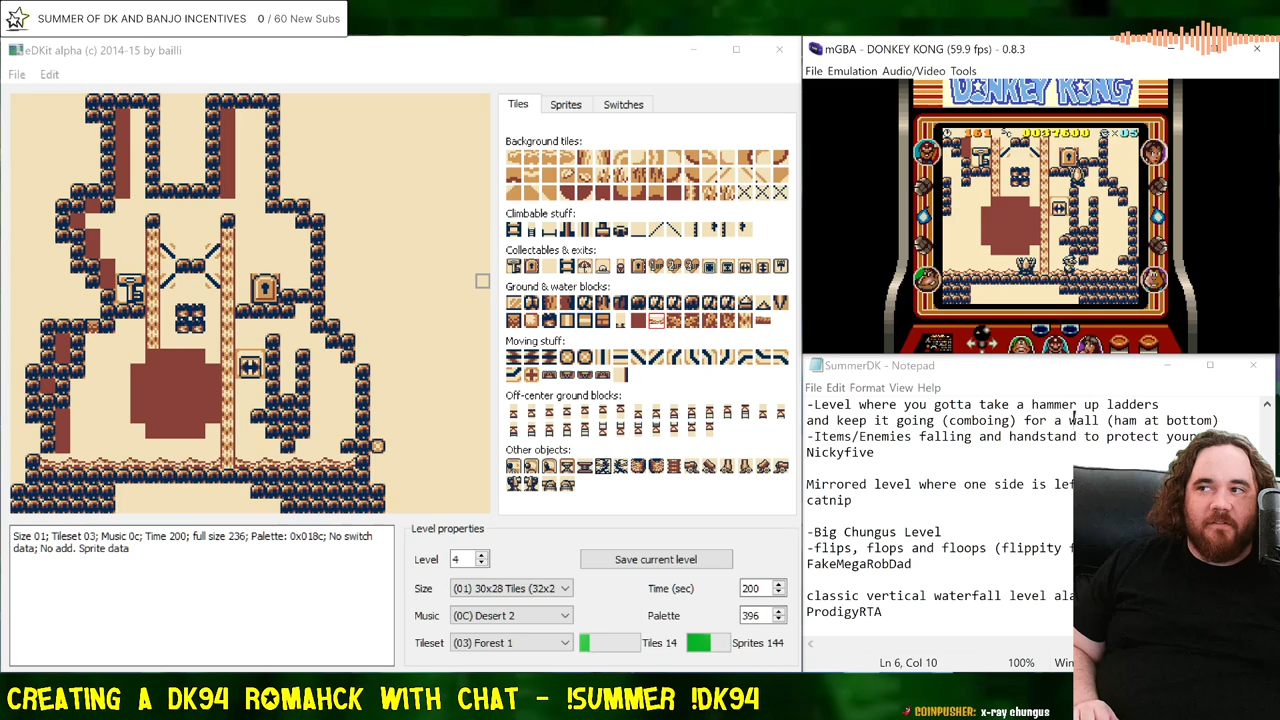 SUMMER OF DK AND BANJO INCENTIVES 0 / 60 New Subs
eDKit alpha (c) 2014-15 by bailli
File Edit
Tiles Sprites Switches
Background tiles:
Climbable stuff:
Collectables & exits:
Ground & water blocks:
Moving stuff:
Off-center ground blocks:
Other objects:
Size 01; Tileset 03; Music 0c; Time 200; full size 236; Palette: 0x018c; No switch
data; No add. Sprite data
Level properties
Level 4 Save current level
Size (01) 30x28 Tiles (32x2 Time (sec) 200
Music (0C) Desert 2 Palette 396
Tileset (03) Forest 1 Tiles 14 Sprites 144
mGBA - DONKEY KONG (59.9 fps) - 0.8.3
File Emulation Audio/Video Tools
DONKEY KONG
161 0037600 ×05
SummerDK - Notepad
File Edit Format View Help
-Level where you gotta take a hammer up ladders
and keep it going (comboing) for a wall (ham at bottom)
-Items/Enemies falling and handstand to protect your
Nickyfive
Mirrored level where one side is lef
catnip
-Big Chungus Level
-flips, flops and floops (flippity f
FakeMegaRobDad
classic vertical waterfall level ala
ProdigyRTA
Ln 6, Col 10 100% Win
CREATING A DK94 ROMAHCK WITH CHAT - !SUMMER !DK94
COINPUSHER: x-ray chungus